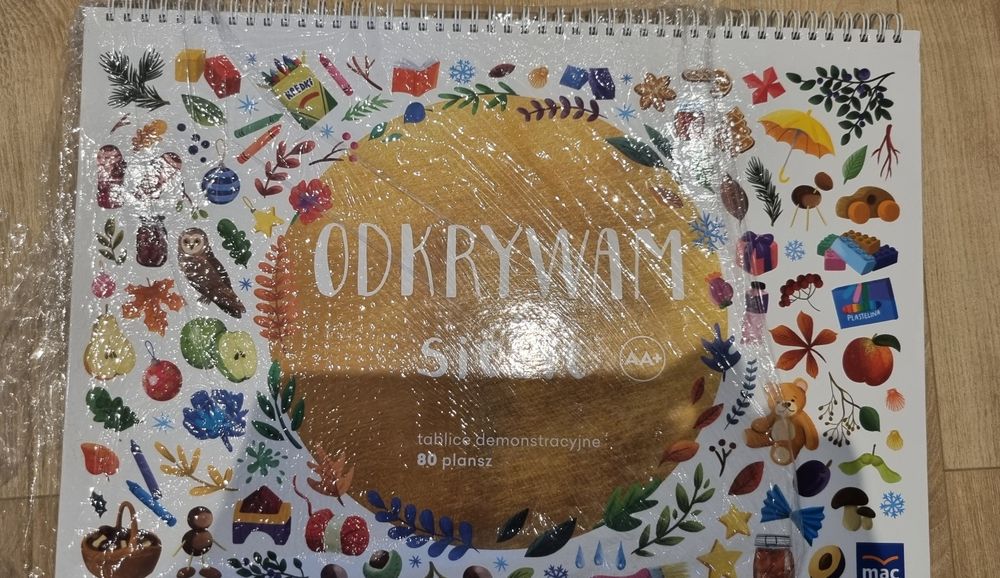 KREDKI
ODKRYWAM
AA+
PLASTELINA
tablice demonstracyjne
80 plansz
mac